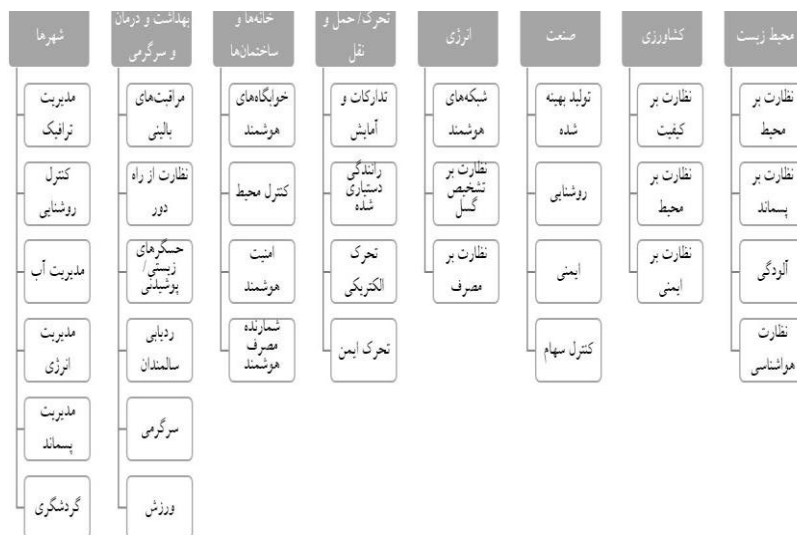 محیط زیست
نظارت بر
محیط
نظارت بر
پسماند
آلودگی
نظارت
هواشناسی
کشاورزی
نظارت بر
کیفیت
نظارت بر
محیط
نظارت بر
ایمنی
صنعت
تولید بهینه
شده
روشنایی
ایمنی
کنترل سهام
انرژی
شبکه‌های
هوشمند
نظارت بر
تشخیص
گسل
نظارت بر
مصرف
تحرک/ حمل و
نقل
تدارکات و
آمایش
رانندگی
دستیاری
شده
تحرک
الکتریکی
تحرک ایمن
خانه‌ها و
ساختمان‌ها
خوابگاه‌های
هوشمند
کنترل محیط
امنیت
هوشمند
شمارنده
مصرف
هوشمند
بهداشت و درمان
و سرگرمی
مراقبت‌های
بالینی
نظارت از راه
دور
حسگرهای
زیستی/
پوشیدنی
ردیابی
سالمندان
سرگرمی
ورزش
شهرها
مدیریت
ترافیک
کنترل
روشنایی
مدیریت آب
مدیریت
انرژی
مدیریت
پسماند
گردشگری